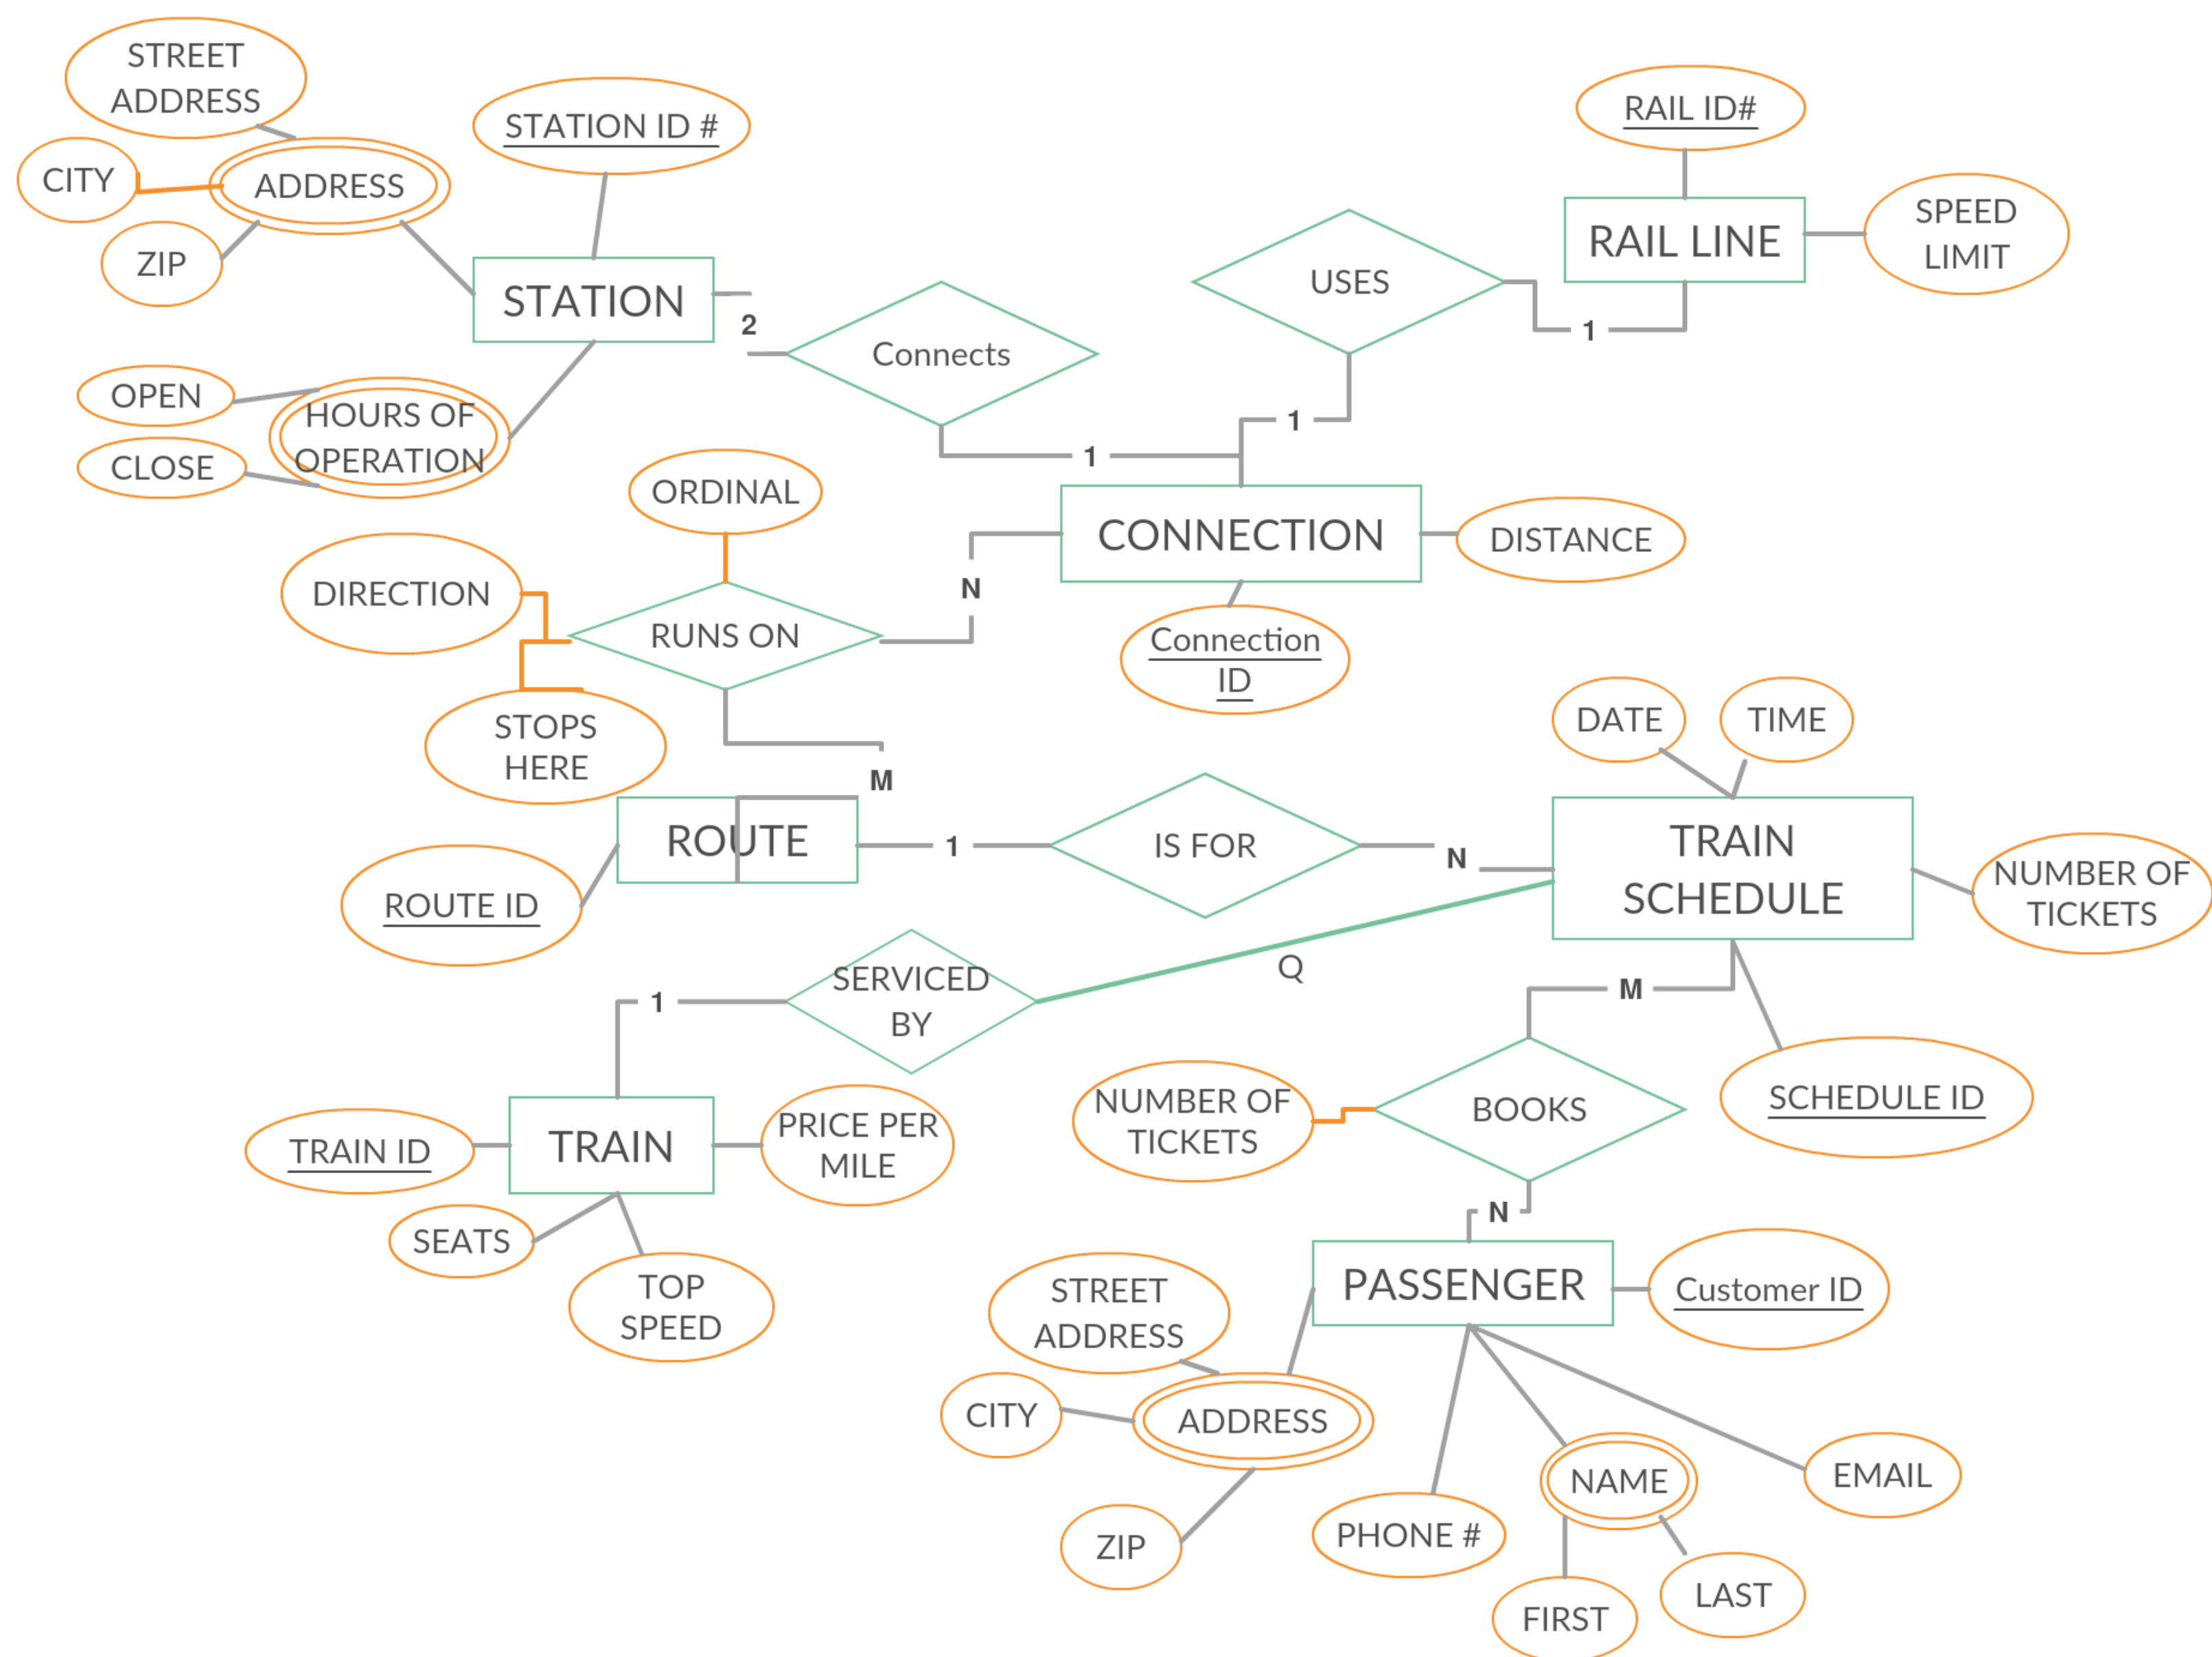 STREET
ADDRESS
STATION ID #
RAIL ID#
CITY
ADDRESS
SPEED
LIMIT
RAIL LINE
ZIP
USES
STATION
2
1
Connects
OPEN
HOURS OF
OPERATION
1
CLOSE
1
ORDINAL
CONNECTION
DISTANCE
DIRECTION
N
RUNS ON
Connection
ID
STOPS
HERE
DATE
TIME
M
ROUTE
1
IS FOR
N
TRAIN
SCHEDULE
NUMBER OF
TICKETS
ROUTE ID
Q
SERVICED
BY
1
M
NUMBER OF
TICKETS
BOOKS
SCHEDULE ID
TRAIN ID
TRAIN
PRICE PER
MILE
SEATS
N
TOP
SPEED
STREET
ADDRESS
PASSENGER
Customer ID
CITY
ADDRESS
NAME
EMAIL
ZIP
PHONE #
FIRST
LAST